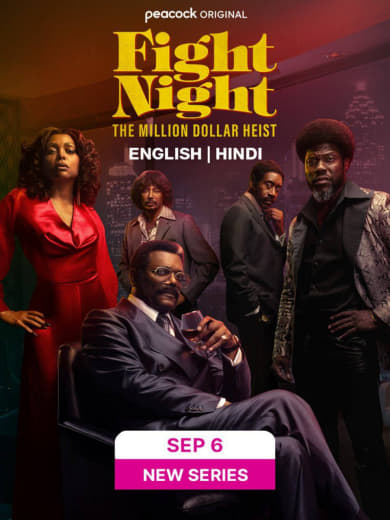 peacock ORIGINAL
Fight
Night
THE MILLION DOLLAR HEIST
ENGLISH | HINDI
SEP 6
NEW SERIES